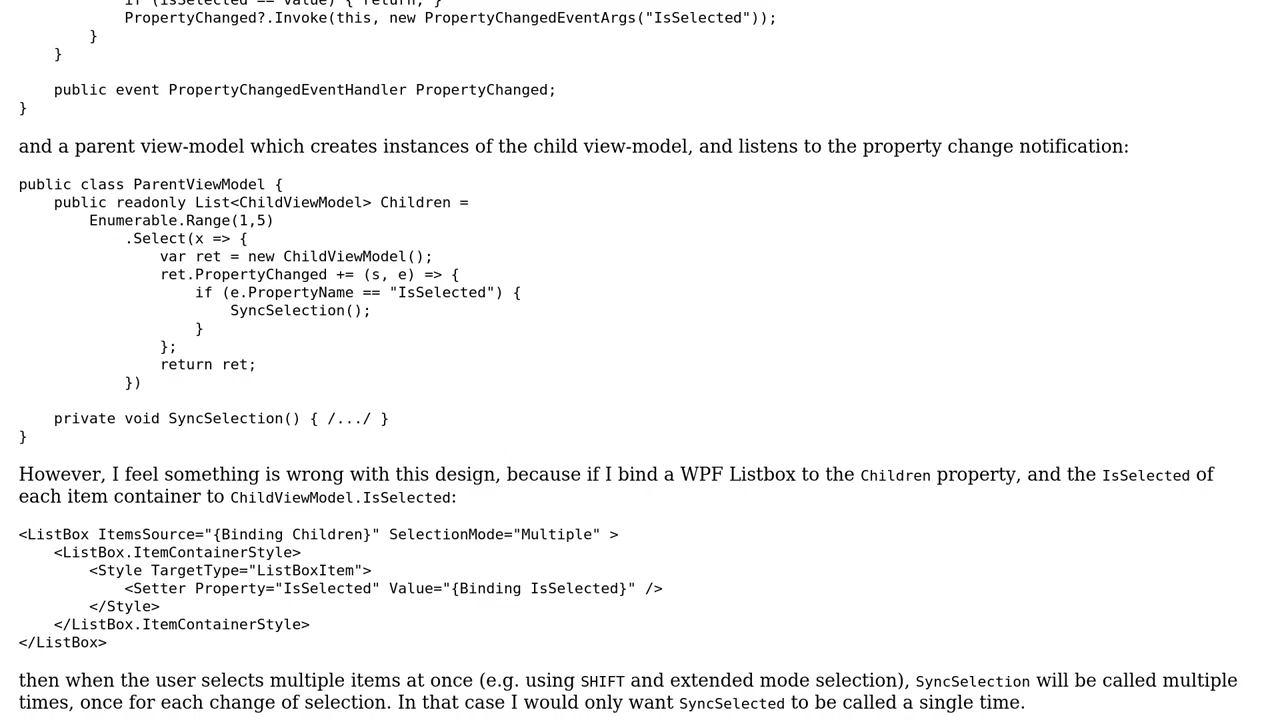 if (isSelected == value) { return; }
PropertyChanged?.Invoke(this, new PropertyChangedEventArgs("IsSelected"));
}
}
public event PropertyChangedEventHandler PropertyChanged;
}
and a parent view-model which creates instances of the child view-model, and listens to the property change notification:
public class ParentViewModel {
public readonly List<ChildViewModel> Children =
Enumerable.Range(1,5)
.Select(x => {
var ret = new ChildViewModel();
ret.PropertyChanged += (s, e) => {
if (e.PropertyName == "IsSelected") {
SyncSelection();
}
};
return ret;
})
private void SyncSelection() { /.../ }
}
However, I feel something is wrong with this design, because if I bind a WPF Listbox to the Children property, and the IsSelected of
each item container to ChildViewModel.IsSelected:
<ListBox ItemsSource="{Binding Children}" SelectionMode="Multiple" >
<ListBox.ItemContainerStyle>
<Style TargetType="ListBoxItem">
<Setter Property="IsSelected" Value="{Binding IsSelected}" />
</Style>
</ListBox.ItemContainerStyle>
</ListBox>
then when the user selects multiple items at once (e.g. using SHIFT and extended mode selection), SyncSelection will be called multiple
times, once for each change of selection. In that case I would only want SyncSelected to be called a single time.